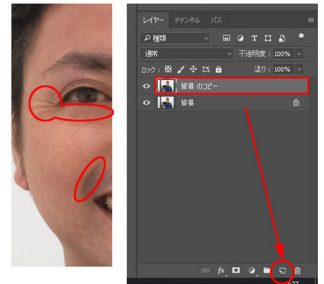 レイヤー チャンネル パス
種類
通常 不透明度: 100%
ロック: 塗り: 100%
背景 のコピー
背景
fx